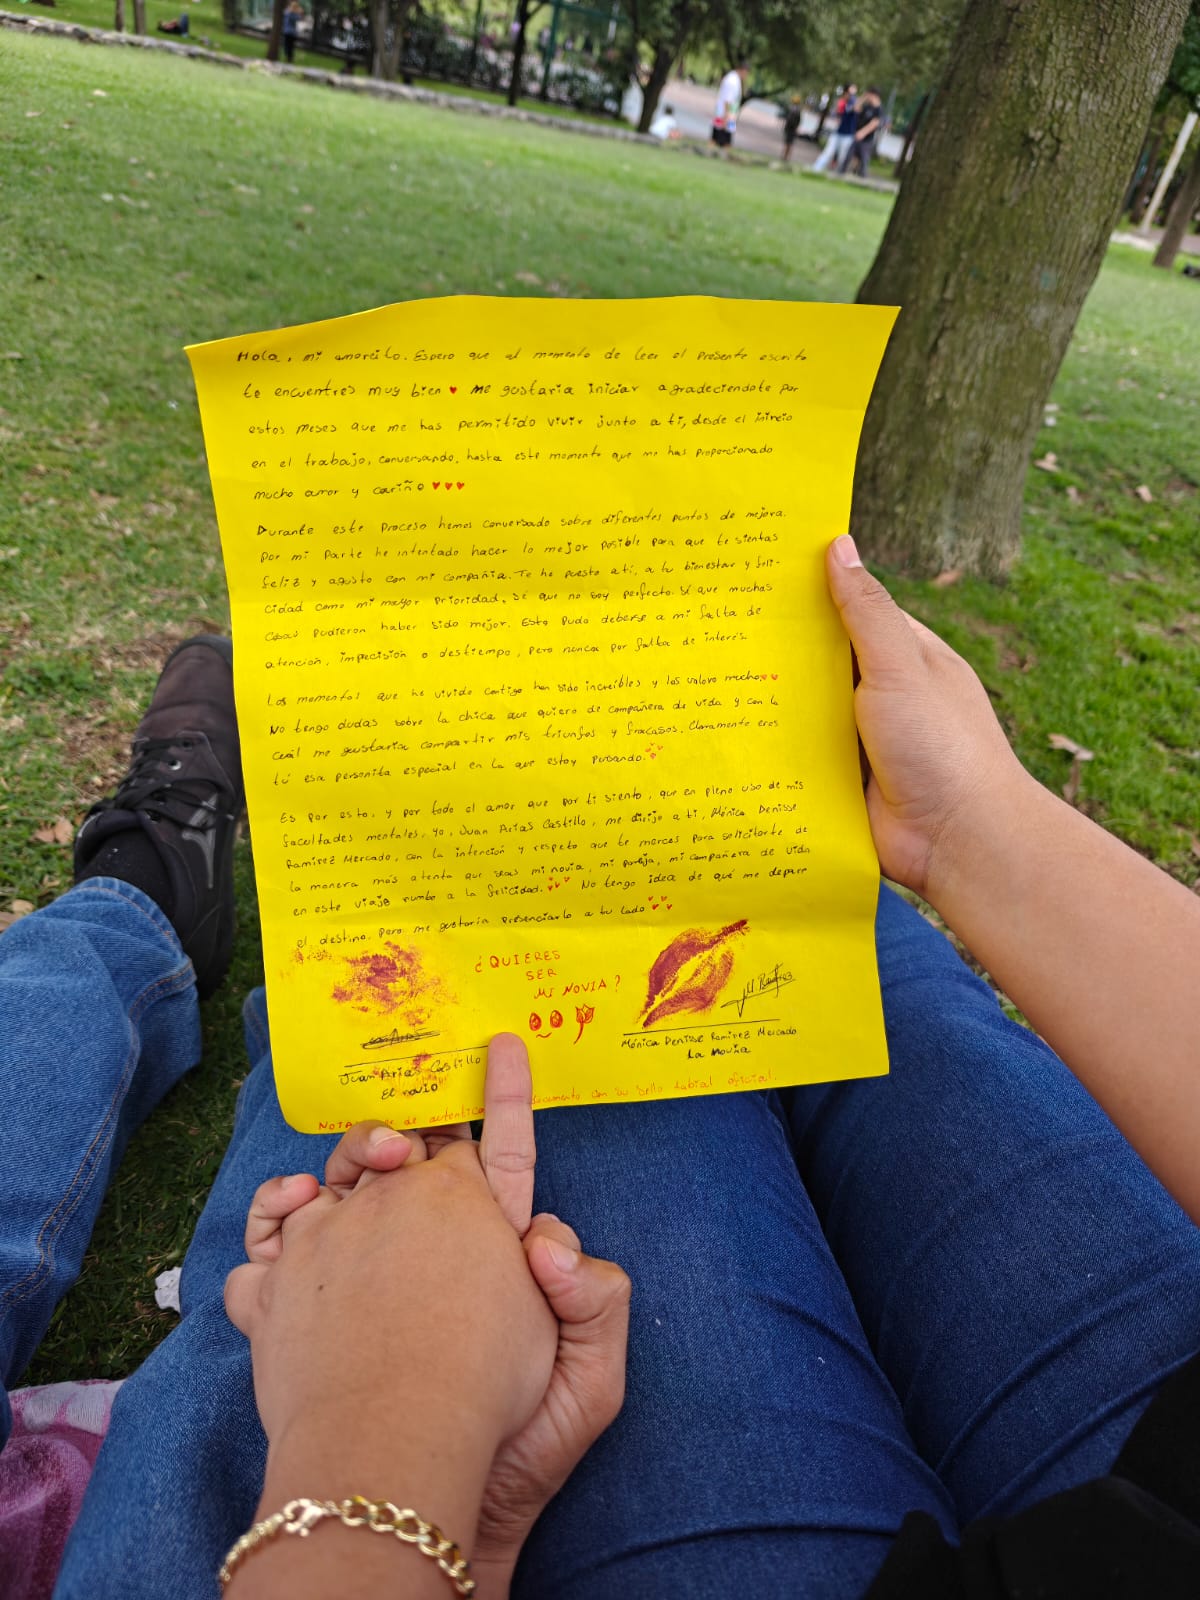 Hola, mi amorcito. Espero que al momento de leer el presente escrito
te encuentres muy bien ♥ Me gustaria iniciar agradeciendote por
estos meses que me has permitido vivir junto a ti, desde el inicio
en el trabajo, conversando, hasta este momento que me has proporcionado
mucho amor y cariño ♥♥♥
Durante este proceso hemos conversado sobre diferentes puntos de mejora.
Por mi parte he intentado hacer lo mejor posible para que te sientas
feliz y agusto con mi compañia. Te he puesto a ti, a tu bienestar y feli-
cidad como mi mayor prioridad. Sé que no soy perfecto. Sé que muchas
cosas pudieron haber sido mejor. Esto pudo deberse a mi falta de
atención, impecisión o destiempo, pero nunca por falta de interés.
Los momentos que he vivido contigo han sido increíbles y los valoro mucho ♥♥
No tengo dudas sobre la chica que quiero de compañera de vida y con la
cuál me gustaria compartir mis triunfos y fracasos. Claramente eres
tú esa personita especial en la que estoy pensando. ♥♥♥
Es por esto, y por todo el amor que por ti siento, que en pleno uso de mis
facultades mentales, yo, Juan Arias Castillo, me dirijo a ti, Mónica Denisse
Ramirez Mercado, con la intención y respeto que te mereces para solicitarte de
la manera más atenta que seas mi novia, mi pareja, mi compañera de vida
en este viaje rumbo a la felicidad. ♥♥♥ No tengo idea de qué me depare
el destino, pero me gustaria presenciarlo a tu lado ♥♥♥
¿QUIERES
SER
MI NOVIA?
Juan Arias Castillo
El novio
M. Ramirez
Mónica Denisse Ramirez Mercado
La novia
NOTA de autentica documento con su sello labial oficial.